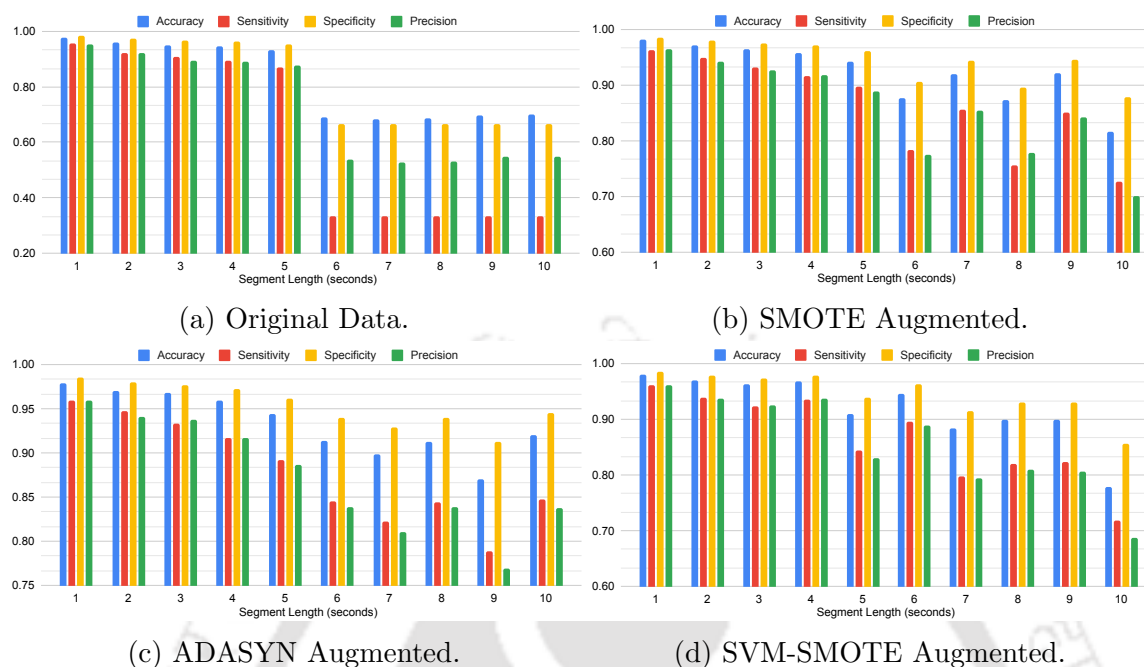 Accuracy Sensitivity Specificity Precision
1.00
0.80
0.60
0.40
0.20
1 2 3 4 5 6 7 8 9 10
Segment Length (seconds)
(a) Original Data.
Accuracy Sensitivity Specificity Precision
1.00
0.90
0.80
0.70
0.60
1 2 3 4 5 6 7 8 9 10
Segment Length (seconds)
(b) SMOTE Augmented.
Accuracy Sensitivity Specificity Precision
1.00
0.95
0.90
0.85
0.80
0.75
1 2 3 4 5 6 7 8 9 10
Segment Length (seconds)
(c) ADASYN Augmented.
Accuracy Sensitivity Specificity Precision
1.00
0.90
0.80
0.70
0.60
1 2 3 4 5 6 7 8 9 10
Segment Length (seconds)
(d) SVM-SMOTE Augmented.